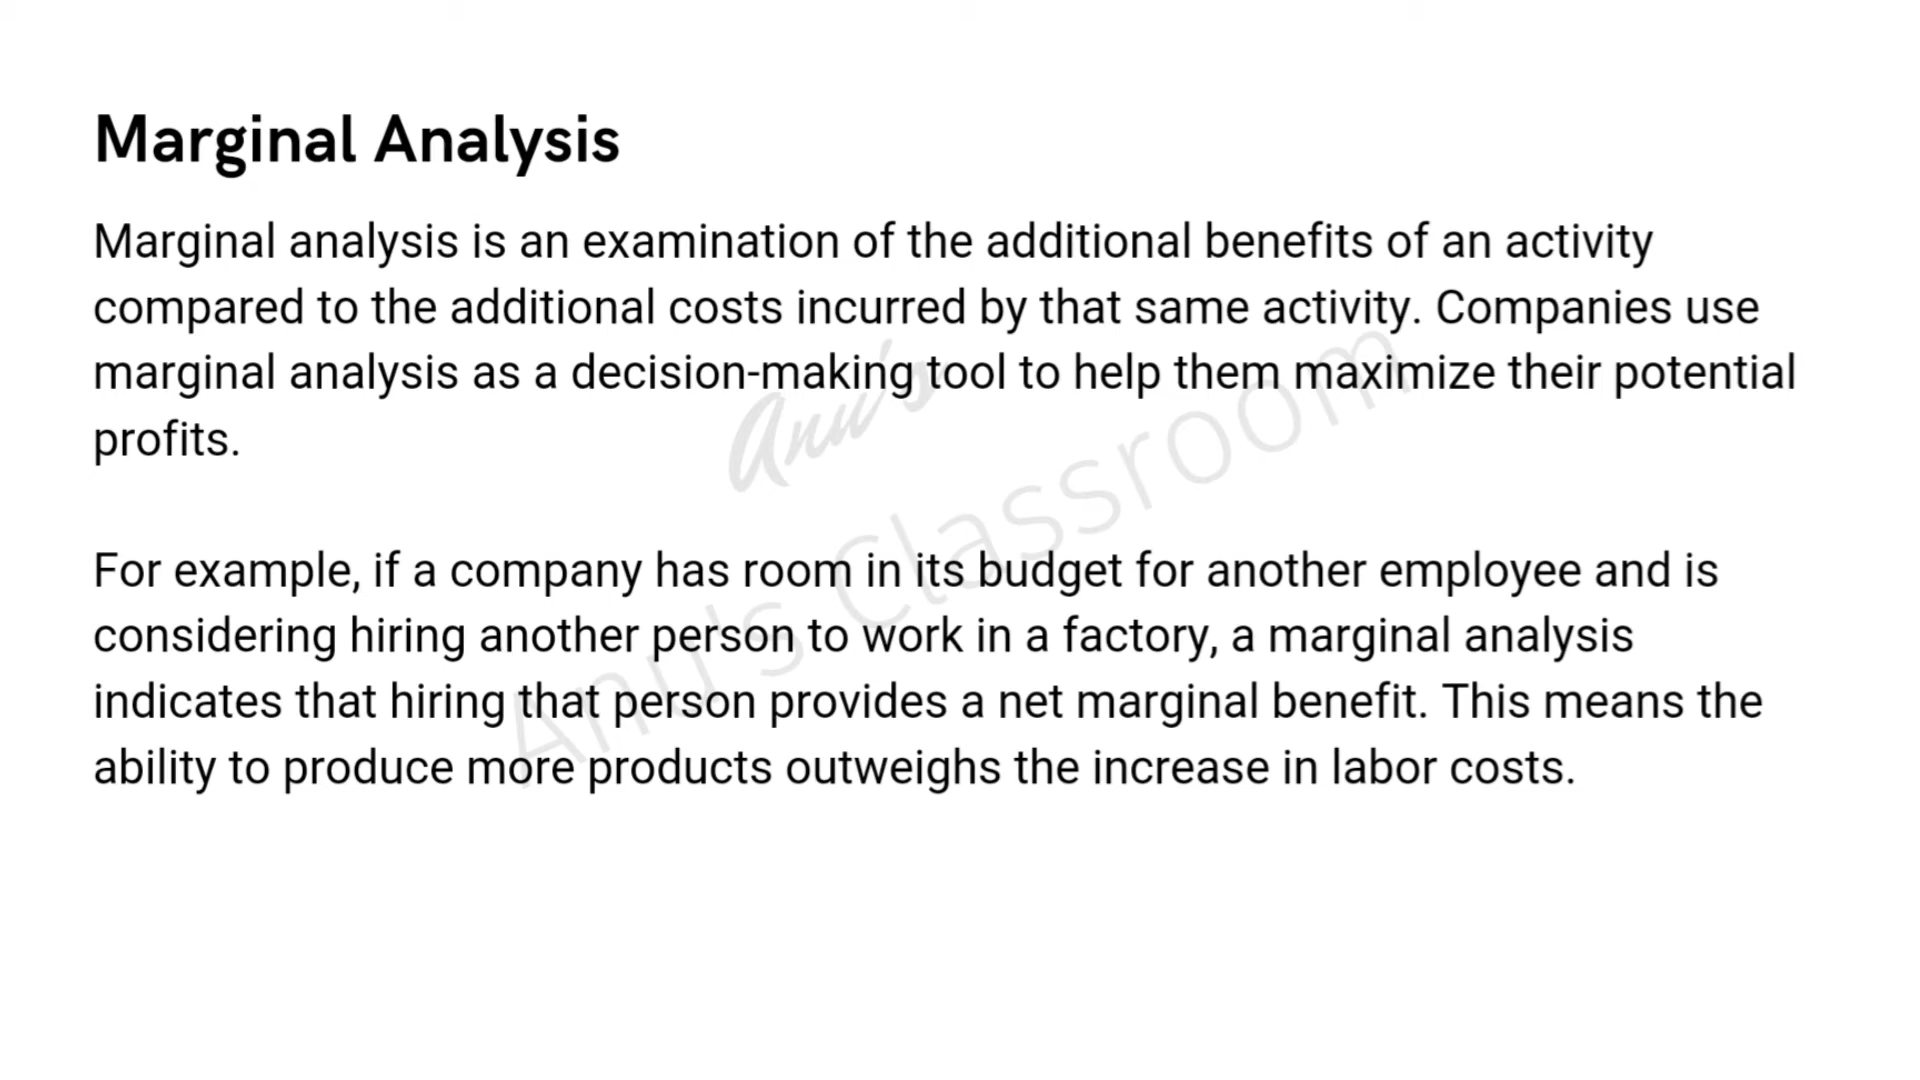 Marginal Analysis
Marginal analysis is an examination of the additional benefits of an activity
compared to the additional costs incurred by that same activity. Companies use
marginal analysis as a decision-making tool to help them maximize their potential
profits.
For example, if a company has room in its budget for another employee and is
considering hiring another person to work in a factory, a marginal analysis
indicates that hiring that person provides a net marginal benefit. This means the
ability to produce more products outweighs the increase in labor costs.
Anu's
Anu's Classroom